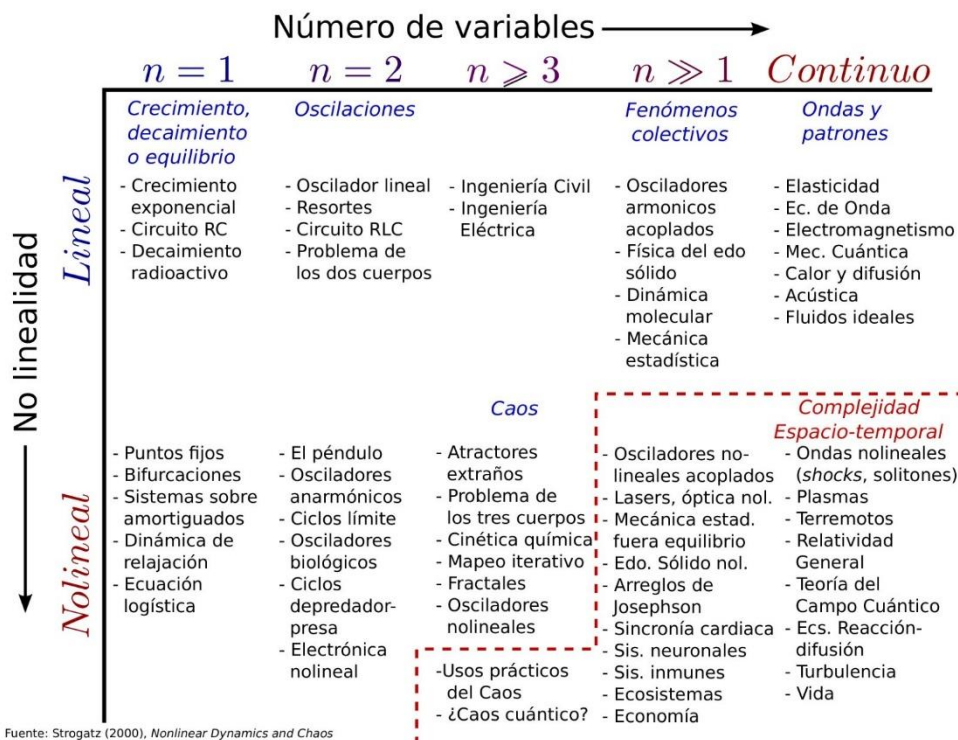 Número de variables
n = 1
n = 2
n ⩾ 3
n ≫ 1
Continuo
No linealidad
Lineal
Crecimiento,
decaimiento
o equilibrio
- Crecimiento
exponencial
- Circuito RC
- Decaimiento
radioactivo
Oscilaciones
- Oscilador lineal
- Resortes
- Circuito RLC
- Problema de
los dos cuerpos
- Ingeniería Civil
- Ingeniería
Eléctrica
Fenómenos
colectivos
- Osciladores
armonicos
acoplados
- Física del edo
sólido
- Dinámica
molecular
- Mecánica
estadística
Ondas y
patrones
- Elasticidad
- Ec. de Onda
- Electromagnetismo
- Mec. Cuántica
- Calor y difusión
- Acústica
- Fluidos ideales
Nolineal
- Puntos fijos
- Bifurcaciones
- Sistemas sobre
amortiguados
- Dinámica de
relajación
- Ecuación
logística
- El péndulo
- Osciladores
anarmónicos
- Ciclos límite
- Osciladores
biológicos
- Ciclos
depredador-
presa
- Electrónica
nolineal
Caos
- Atractores
extraños
- Problema de
los tres cuerpos
- Cinética química
- Mapeo iterativo
- Fractales
- Osciladores
nolineales
-Usos prácticos
del Caos
- ¿Caos cuántico?
- Osciladores no-
lineales acoplados
- Lasers, óptica nol.
- Mecánica estad.
fuera equilibrio
- Edo. Sólido nol.
- Arreglos de
Josephson
- Sincronía cardiaca
- Sis. neuronales
- Sis. inmunes
- Ecosistemas
- Economía
Complejidad
Espacio-temporal
- Ondas nolineales
(shocks, solitones)
- Plasmas
- Terremotos
- Relatividad
General
- Teoría del
Campo Cuántico
- Ecs. Reacción-
difusión
- Turbulencia
- Vida
Fuente: Strogatz (2000), Nonlinear Dynamics and Chaos